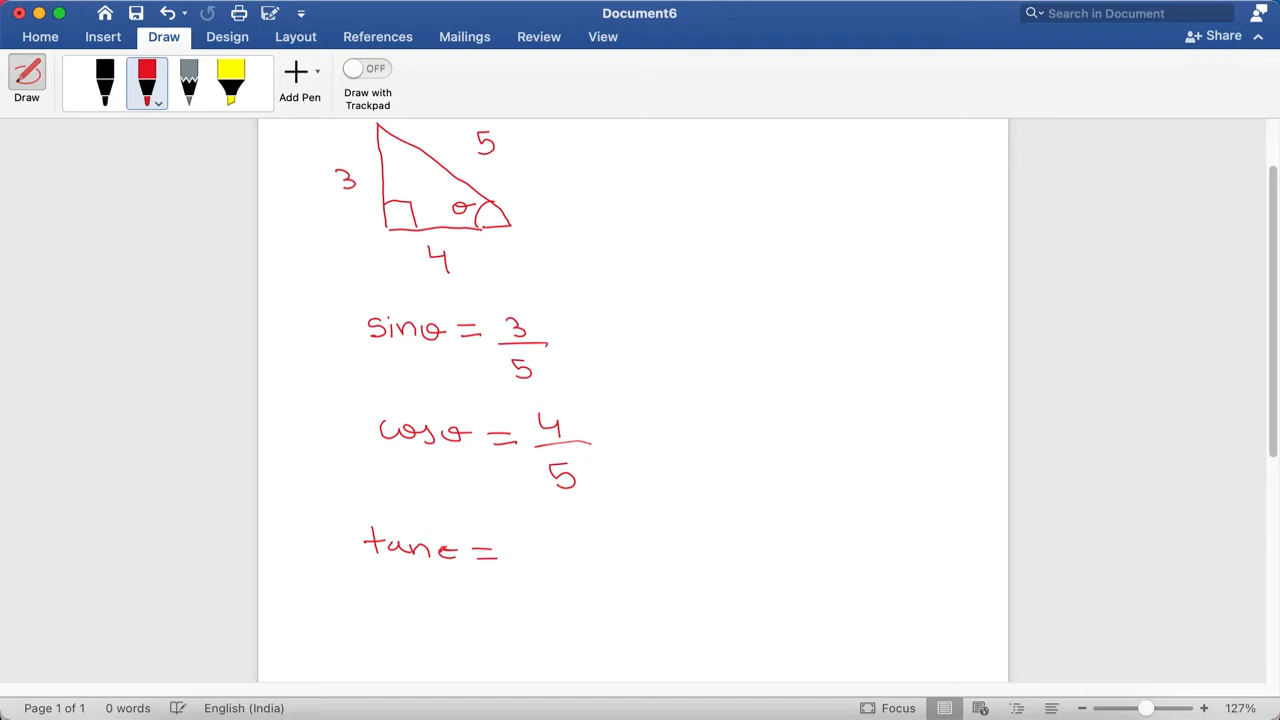 Document6
Search in Document
Home Insert Draw Design Layout References Mailings Review View
Share
OFF
Draw
Add Pen
Draw with
Trackpad
5
3
θ
4
sinθ = 3/5
cosθ = 4/5
tan =
Page 1 of 1 0 words English (India)
Focus
127%